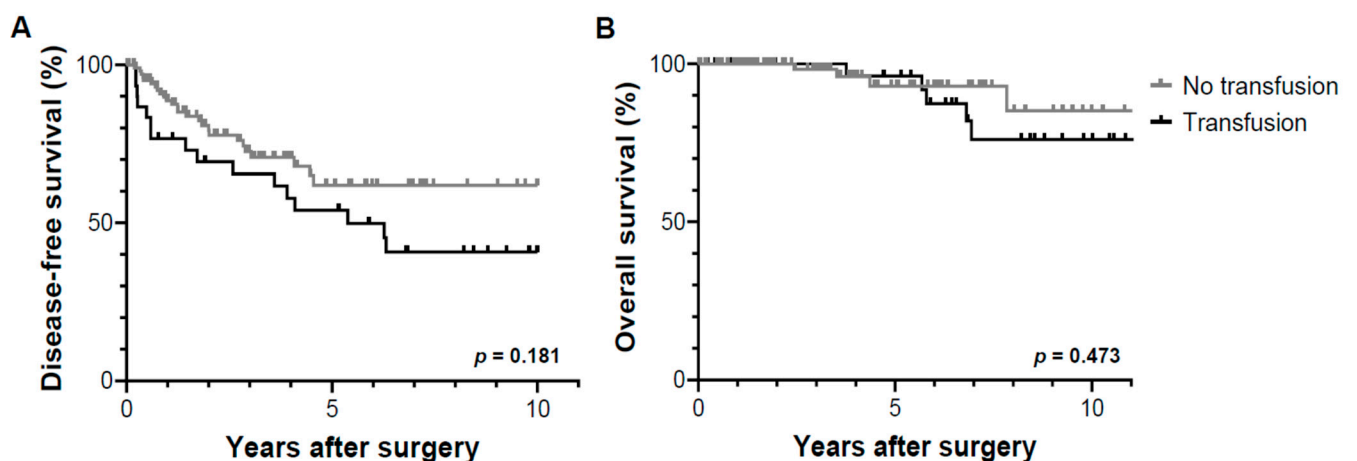 A
Disease-free survival (%)
100
50
0
0 5 10
Years after surgery
p = 0.181
B
Overall survival (%)
100
50
0
0 5 10
Years after surgery
p = 0.473
No transfusion
Transfusion